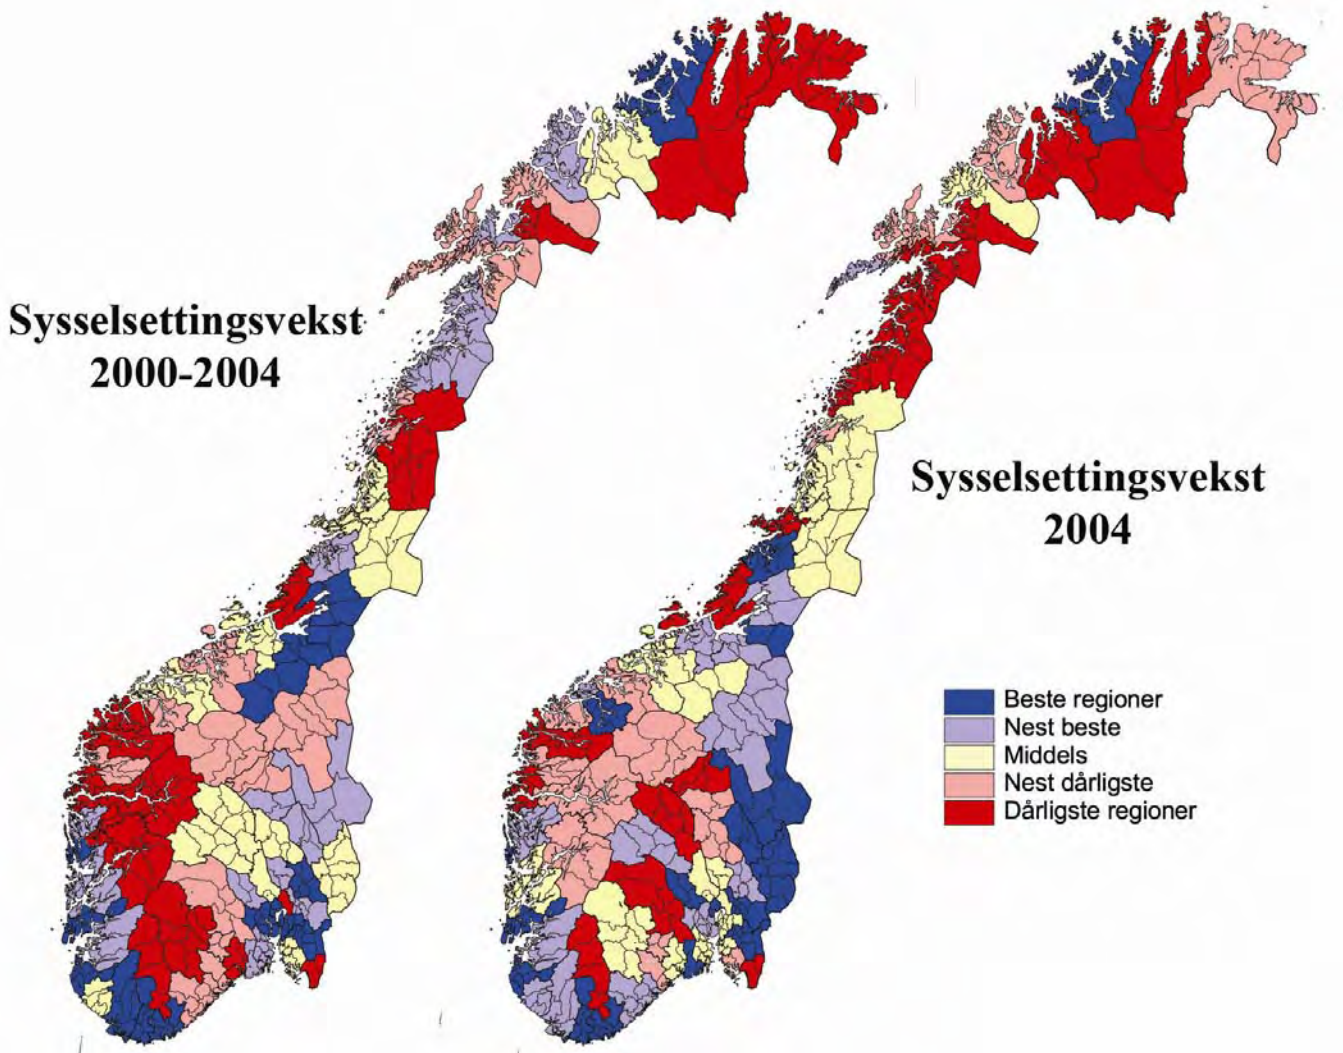 Sysselsettingsvekst
2000-2004
Sysselsettingsvekst
2004
Beste regioner
Nest beste
Middels
Nest dårligste
Dårligste regioner